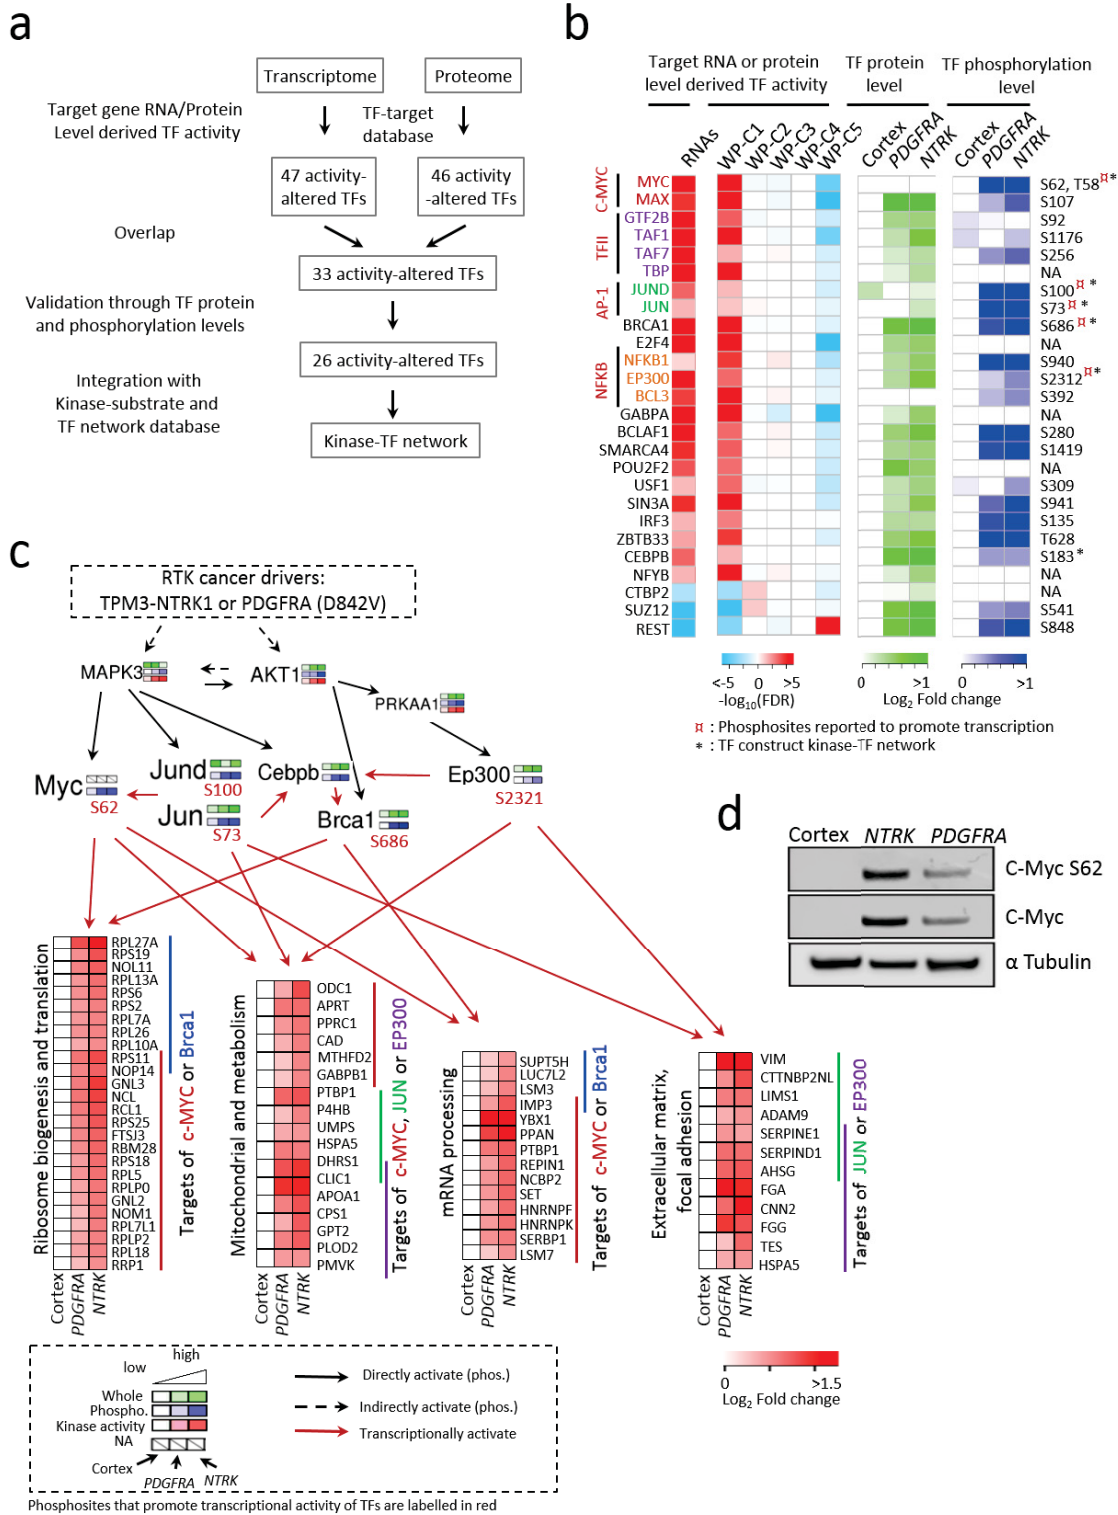 a
Transcriptome
Proteome
Target gene RNA/Protein
Level derived TF activity
TF-target
database
47 activity-
altered TFs
46 activity
-altered TFs
Overlap
33 activity-altered TFs
Validation through TF protein
and phosphorylation levels
26 activity-altered TFs
Integration with
Kinase-substrate and
TF network database
Kinase-TF network
b
Target RNA or protein
level derived TF activity
TF protein
level
TF phosphorylation
level
RNAs
WP-C1
WP-C2
WP-C3
WP-C4
WP-C5
Cortex
PDGFRA
NTRK
Cortex
PDGFRA
NTRK
C-MYC
TFII
AP-1
NFKB
MYC S62, T58¤*
MAX S107
GTF2B S92
TAF1 S1176
TAF7 S256
TBP NA
JUND S100 ¤ *
JUN S73 ¤ *
BRCA1 S686 ¤ *
E2F4 NA
NFKB1 S940
EP300 S2312 ¤*
BCL3 S392
GABPA NA
BCLAF1 S280
SMARCA4 S1419
POU2F2 NA
USF1 S309
SIN3A S941
IRF3 S135
ZBTB33 T628
CEBPB S183 *
NFYB NA
CTBP2 NA
SUZ12 S541
REST S848
<-5 0 >5
-log10(FDR)
0 >1
Log2 Fold change
0 >1
¤ : Phosphosites reported to promote transcription
* : TF construct kinase-TF network
c
RTK cancer drivers:
TPM3-NTRK1 or PDGFRA (D842V)
MAPK3
AKT1
PRKAA1
Myc
S62
Jund
S100
Jun
S73
Cebpb
Brca1
S686
Ep300
S2321
Ribosome biogenesis and translation
RPL27A
RPS19
NOL11
RPL13A
RPS6
RPS2
RPL7A
RPL26
RPL10A
RPS11
NOP14
GNL3
NCL
RCL1
RPS25
FTSJ3
RBM28
RPS18
RPL5
RPLP0
GNL2
NOM1
RPL7L1
RPLP2
RPL18
RRP1
Targets of c-MYC or Brca1
Cortex
PDGFRA
NTRK
Mitochondrial and metabolism
ODC1
APRT
PPRC1
CAD
MTHFD2
GABPB1
PTBP1
P4HB
UMPS
HSPA5
DHRS1
CLIC1
APOA1
CPS1
GPT2
PLOD2
PMVK
Targets of c-MYC, JUN or EP300
Cortex
PDGFRA
NTRK
mRNA processing
SUPT5H
LUC7L2
LSM3
IMP3
YBX1
PPAN
PTBP1
REPIN1
NCBP2
SET
HNRNPF
HNRNPK
SERBP1
LSM7
Targets of c-MYC or Brca1
Cortex
PDGFRA
NTRK
Extracellular matrix,
focal adhesion
VIM
CTTNBP2NL
LIMS1
ADAM9
SERPINE1
SERPIND1
AHSG
FGA
CNN2
FGG
TES
HSPA5
Targets of JUN or EP300
Cortex
PDGFRA
NTRK
0 >1.5
Log2 Fold change
low
high
Whole
Phospho.
Kinase activity
NA
Cortex
PDGFRA
NTRK
Directly activate (phos.)
Indirectly activate (phos.)
Transcriptionally activate
Phosphosites that promote transcriptional activity of TFs are labelled in red
d
Cortex NTRK PDGFRA
C-Myc S62
C-Myc
α Tubulin